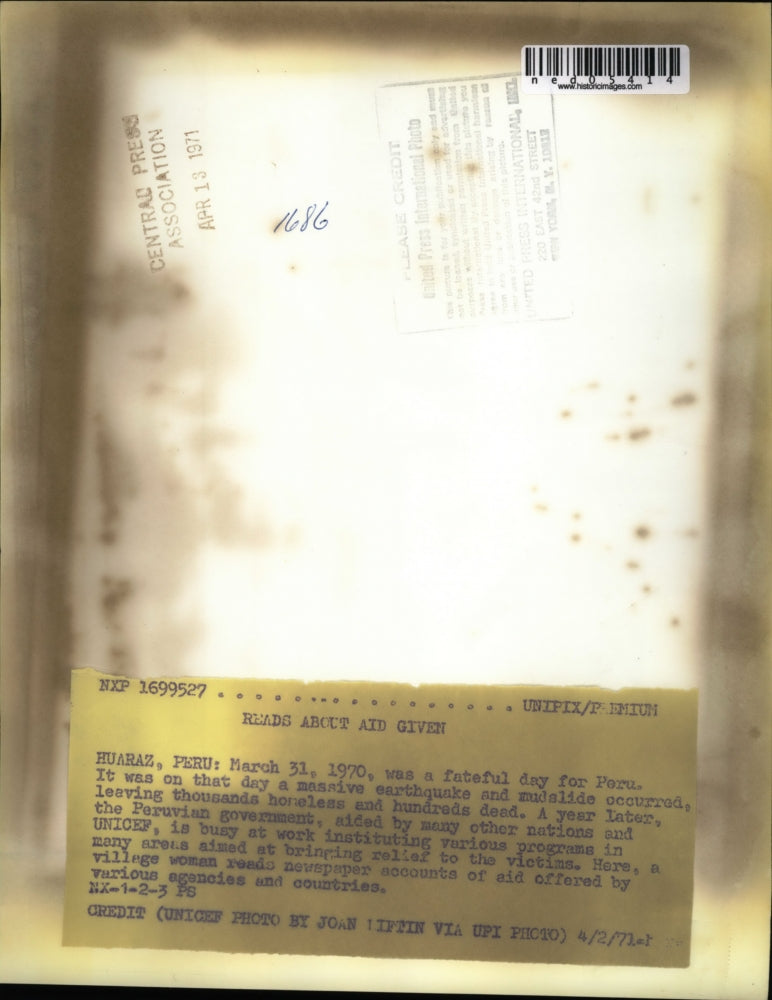 ned05414
www.historicimages.com
CENTRAL PRESS
ASSOCIATION
APR 13 1971
1686
PLEASE CREDIT
United Press International Photo
UNITED PRESS INTERNATIONAL, INC.
220 EAST 42nd STREET
NEW YORK, N. Y. 10017
NXP 1699527 . . . . . . . . . . . . . . . . . UNIPIX/PREMIUM
READS ABOUT AID GIVEN
HUARAZ, PERU: March 31, 1970, was a fateful day for Peru.
It was on that day a massive earthquake and mudslide occurred,
leaving thousands homeless and hundreds dead. A year later,
the Peruvian government, aided by many other nations and
UNICEF, is busy at work instituting various programs in
many areas aimed at bringing relief to the victims. Here, a
village woman reads newspaper accounts of aid offered by
various agencies and countries.
NX-1-2-3 PS
CREDIT (UNICEF PHOTO BY JOAN LIFTIN VIA UPI PHOTO) 4/2/71